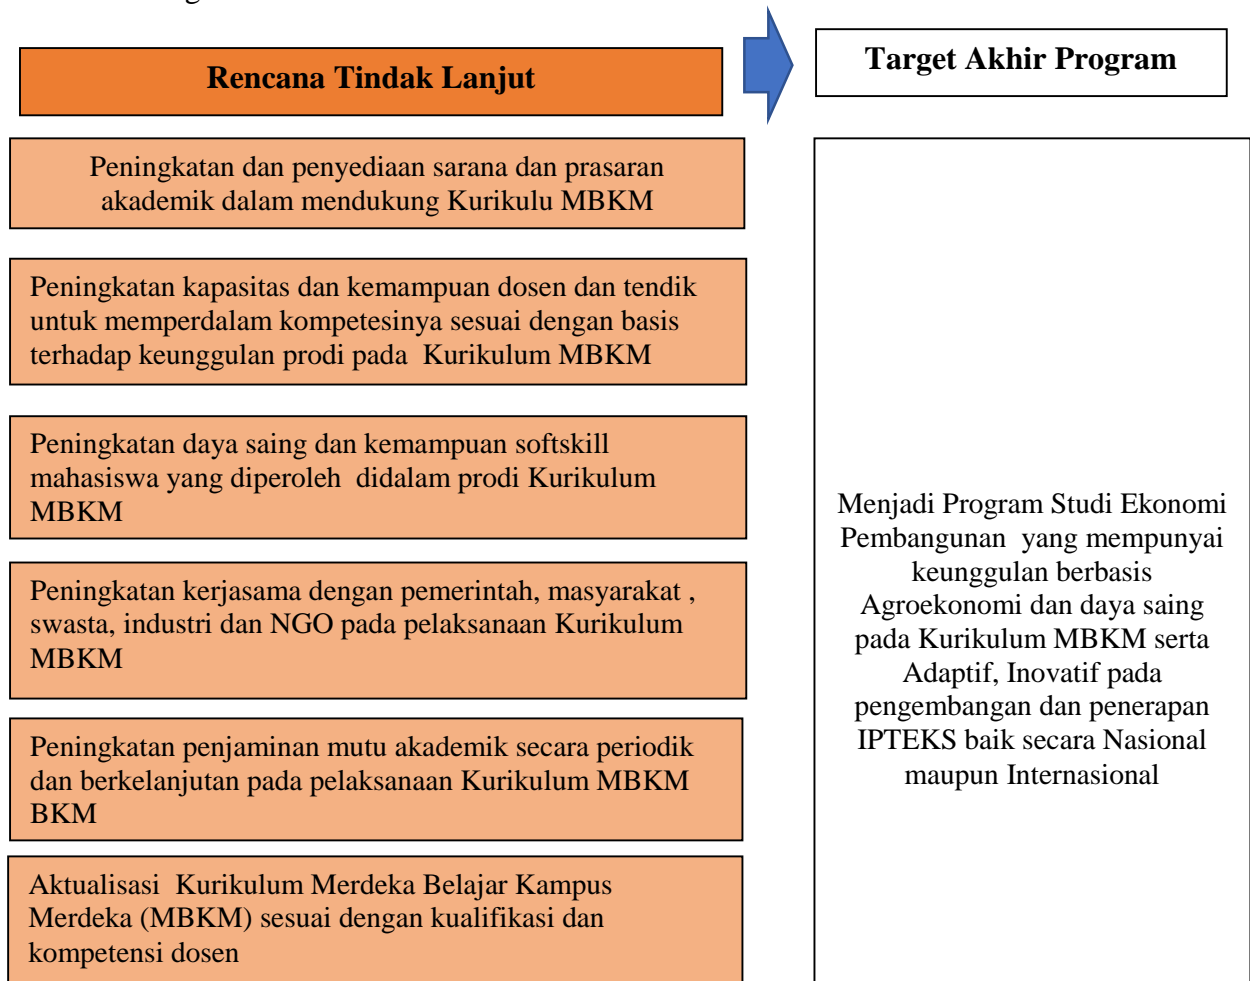 Rencana Tindak Lanjut
Target Akhir Program
Peningkatan dan penyediaan sarana dan prasaran
akademik dalam mendukung Kurikulu MBKM
Peningkatan kapasitas dan kemampuan dosen dan tendik
untuk memperdalam kompetesinya sesuai dengan basis
terhadap keunggulan prodi pada Kurikulum MBKM
Peningkatan daya saing dan kemampuan softskill
mahasiswa yang diperoleh didalam prodi Kurikulum
MBKM
Peningkatan kerjasama dengan pemerintah, masyarakat ,
swasta, industri dan NGO pada pelaksanaan Kurikulum
MBKM
Peningkatan penjaminan mutu akademik secara periodik
dan berkelanjutan pada pelaksanaan Kurikulum MBKM
BKM
Aktualisasi Kurikulum Merdeka Belajar Kampus
Merdeka (MBKM) sesuai dengan kualifikasi dan
kompetensi dosen
Menjadi Program Studi Ekonomi
Pembangunan yang mempunyai
keunggulan berbasis
Agroekonomi dan daya saing
pada Kurikulum MBKM serta
Adaptif, Inovatif pada
pengembangan dan penerapan
IPTEKS baik secara Nasional
maupun Internasional